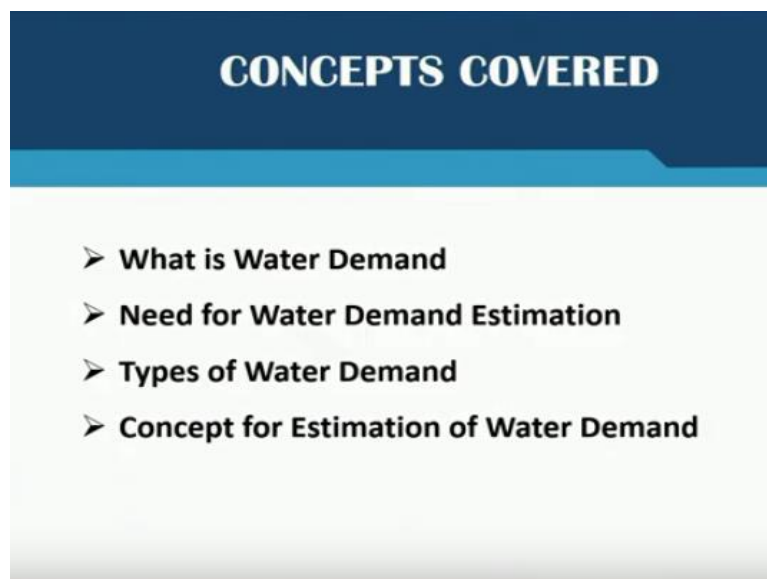 CONCEPTS COVERED
➢ What is Water Demand
➢ Need for Water Demand Estimation
➢ Types of Water Demand
➢ Concept for Estimation of Water Demand